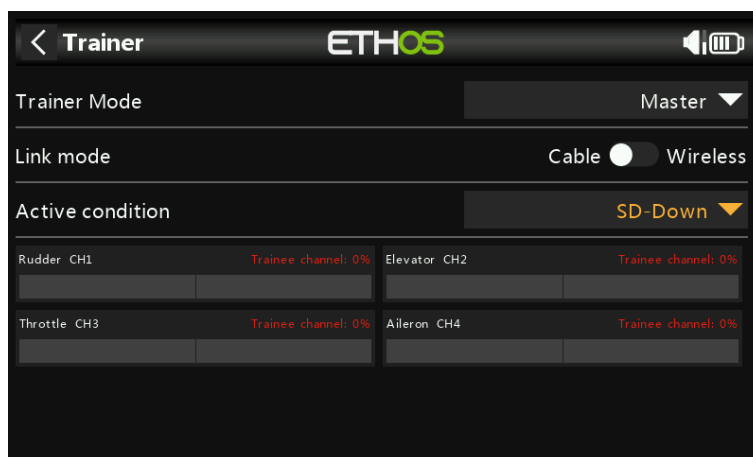 Trainer ETHOS
Trainer Mode Master
Link mode Cable Wireless
Active condition SD-Down
Rudder CH1 Trainee channel: 0% Elevator CH2 Trainee channel: 0%
Throttle CH3 Trainee channel: 0% Aileron CH4 Trainee channel: 0%